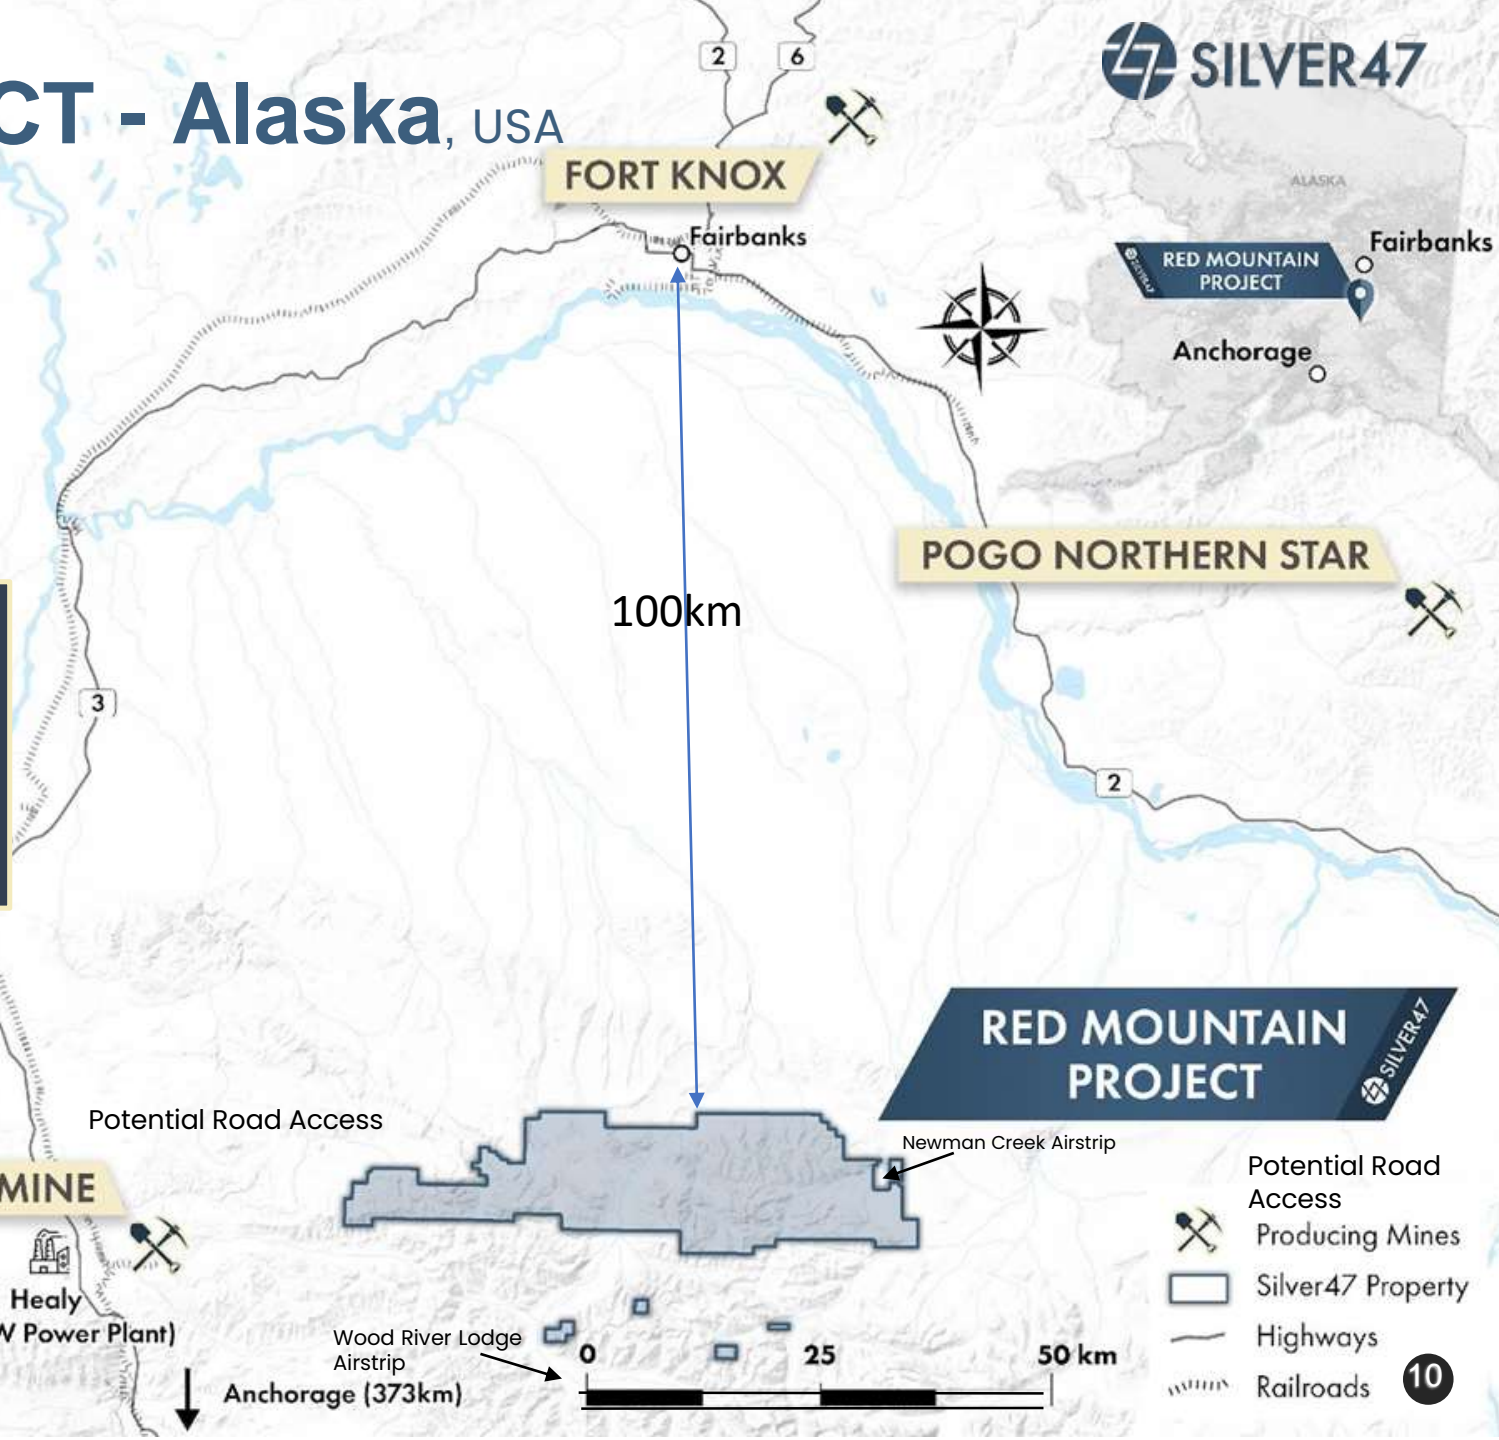 SILVER47
CT - Alaska, USA
2
6
FORT KNOX
Fairbanks
ALASKA
RED MOUNTAIN
PROJECT
Fairbanks
Anchorage
POGO NORTHERN STAR
100km
3
2
RED MOUNTAIN
PROJECT
SILVER47
Potential Road Access
Newman Creek Airstrip
MINE
Healy
W Power Plant)
Anchorage (373km)
Wood River Lodge
Airstrip
0 25 50 km
Potential Road
Access
Producing Mines
Silver47 Property
Highways
Railroads
10